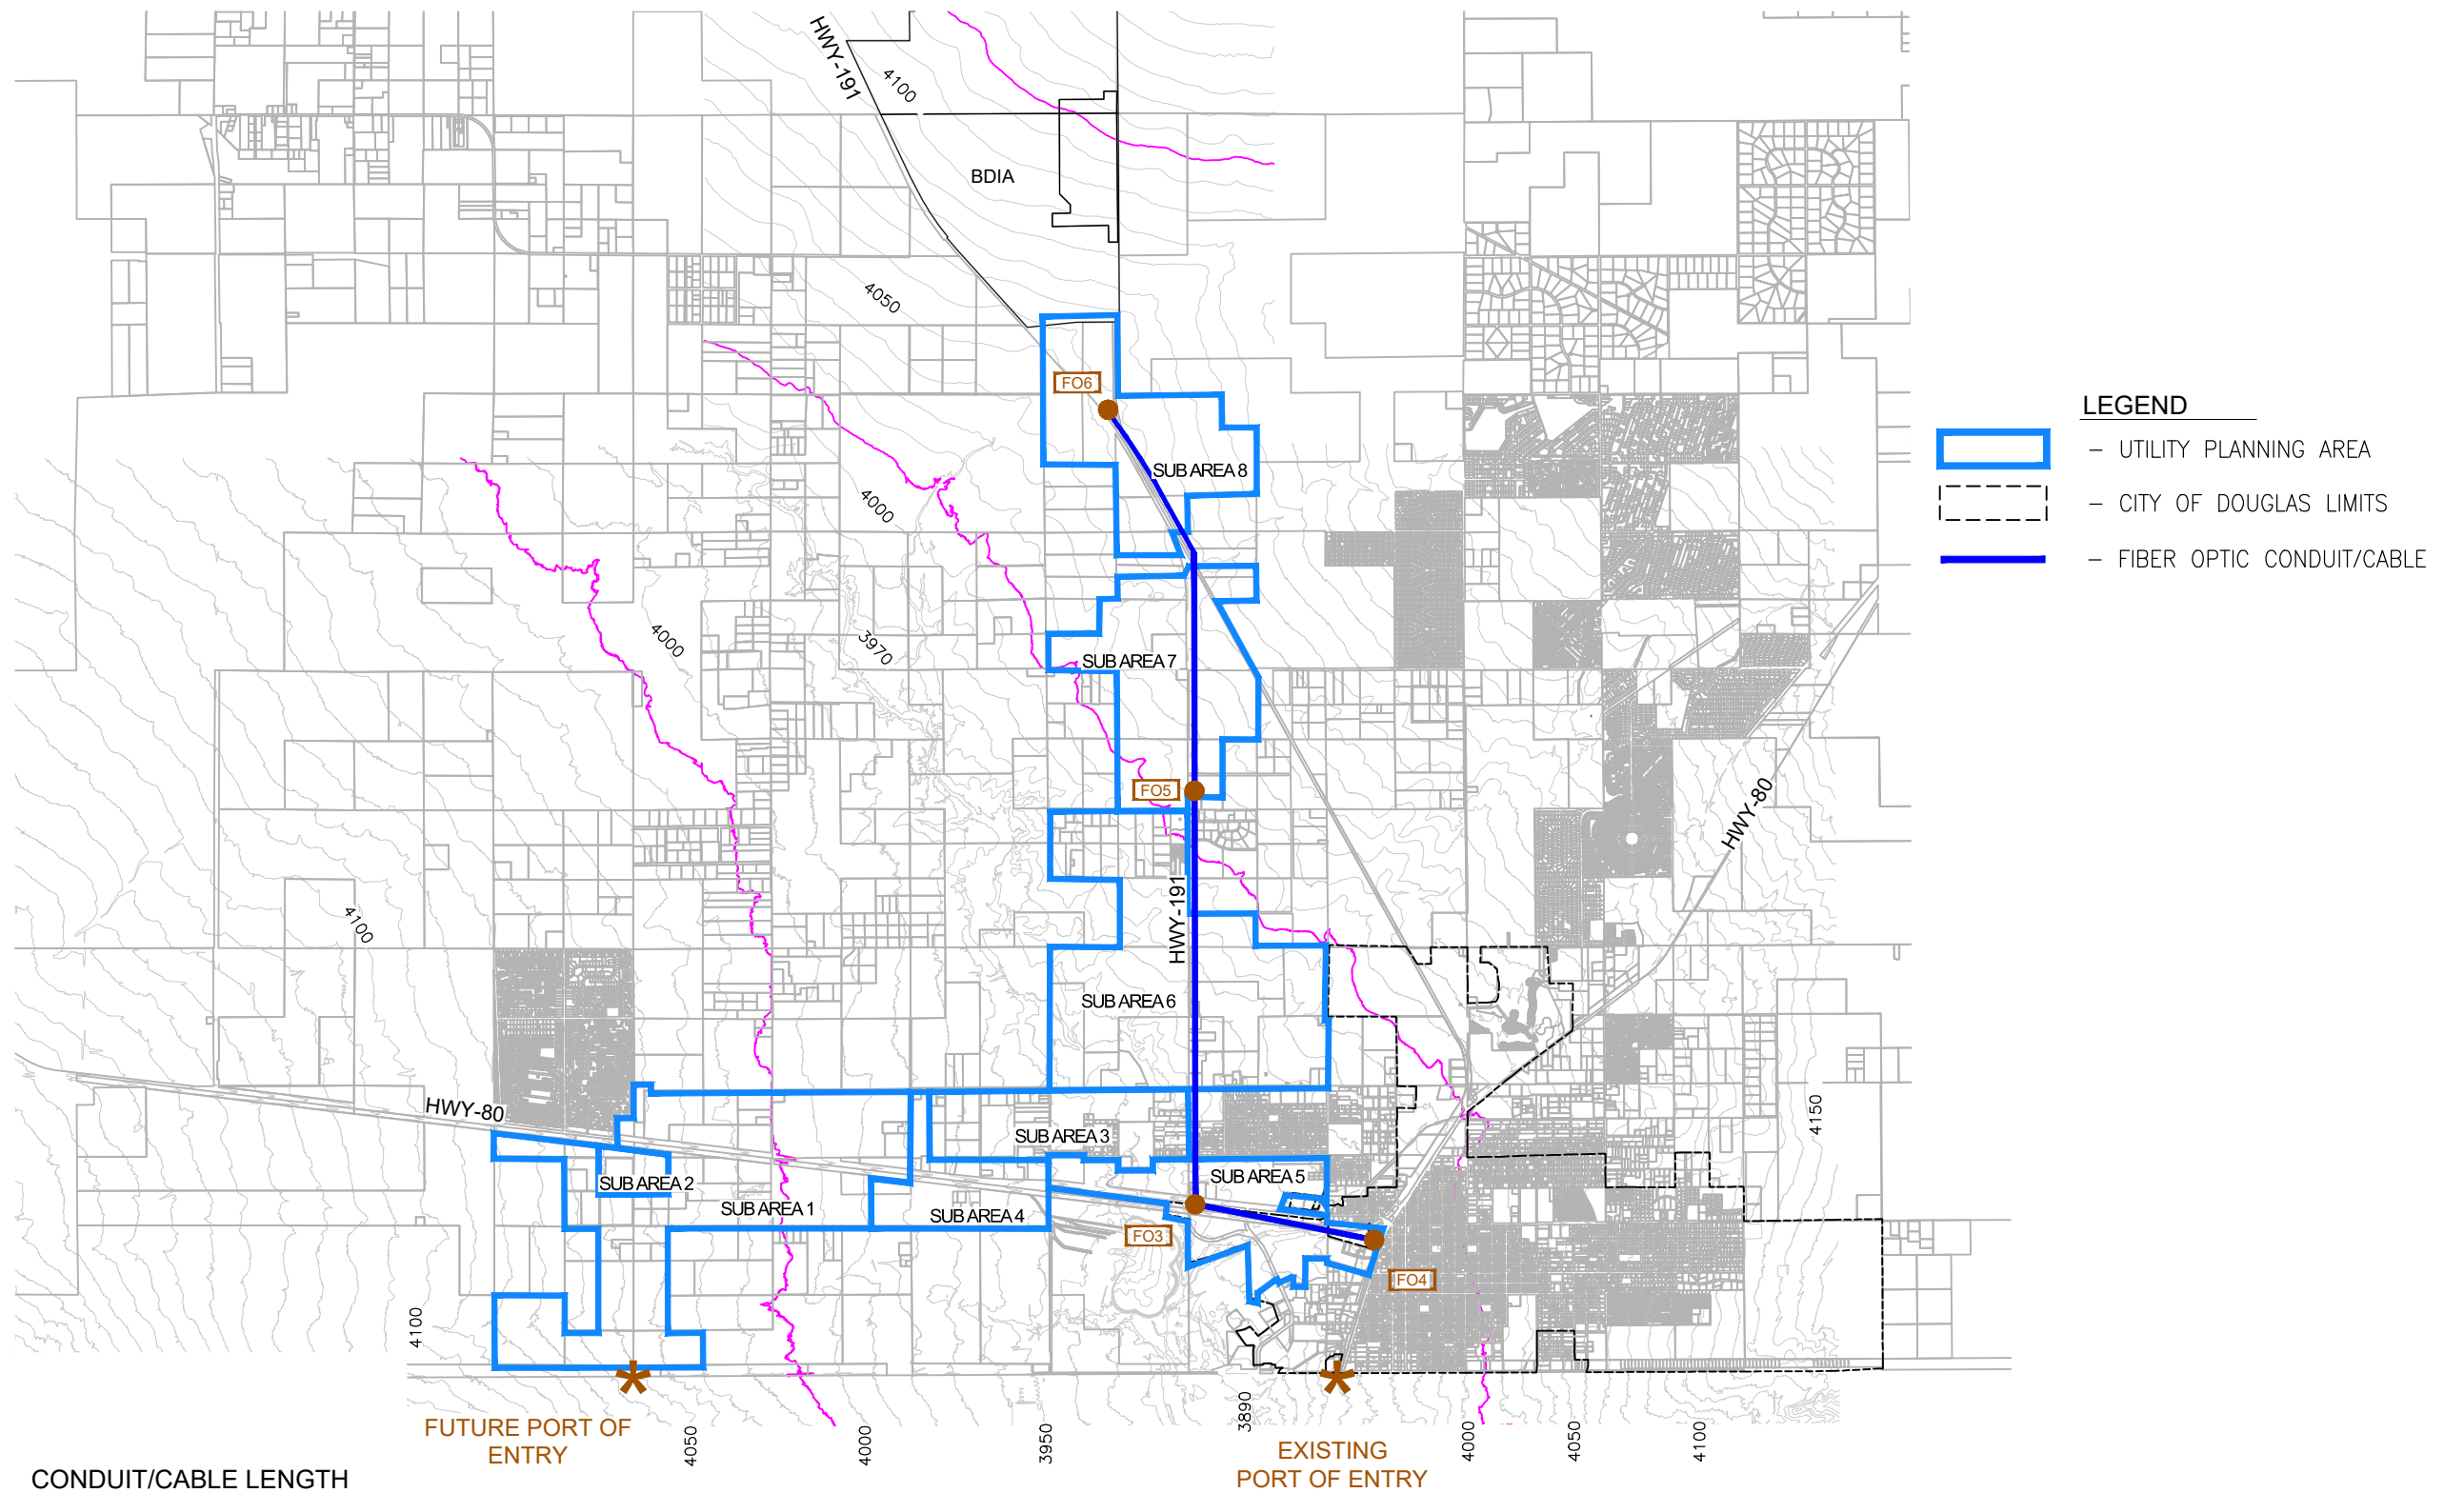 HWY-191
4100
BDIA
4050
FO6
LEGEND
SUB AREA 8
– UTILITY PLANNING AREA
4000
– CITY OF DOUGLAS LIMITS
– FIBER OPTIC CONDUIT/CABLE
4000
3970
SUB AREA 7
FO5
HWY-80
4100
HWY-191
SUB AREA 6
HWY-80
4150
SUB AREA 3
SUB AREA 2
SUB AREA 5
SUB AREA 1
SUB AREA 4
FO3
FO4
4100
*
*
FUTURE PORT OF
ENTRY
4050
4000
3950
3890
EXISTING
PORT OF ENTRY
4000
4050
4100
CONDUIT/CABLE LENGTH